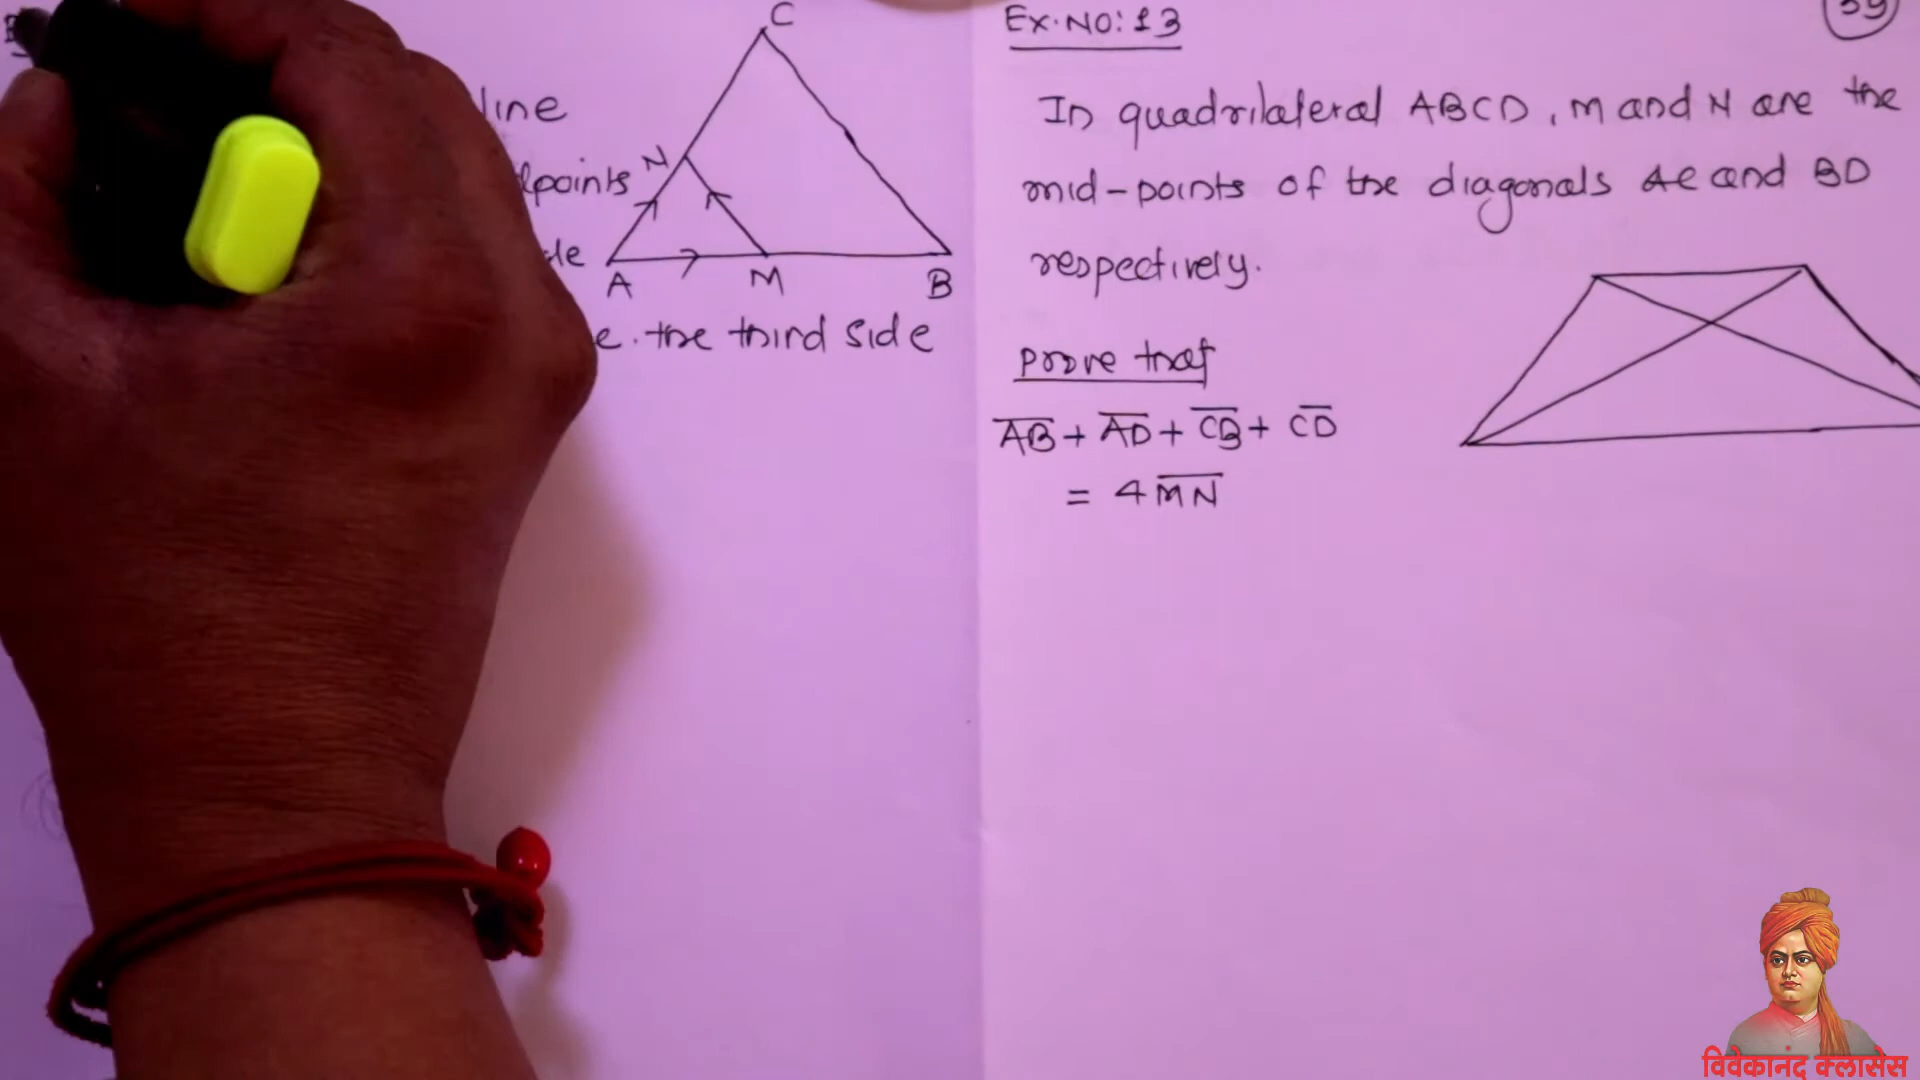 line
points
e. the third side
C
N
A
M
B
Ex. NO: 13
39
In quadrilateral ABCD, M and N are the
mid-points of the diagonals AC and BD
respectively.
prove that
AB + AD + CB + CD
= 4 MN
विवेकानंद क्लासेस